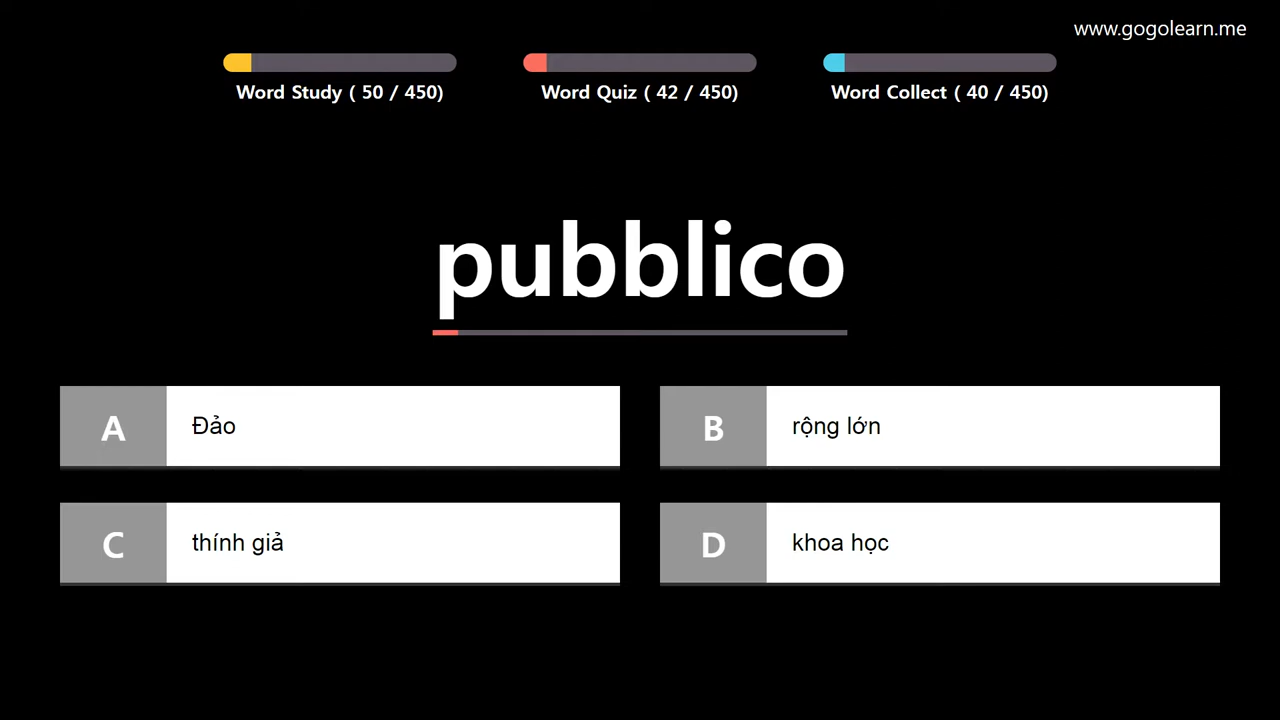 www.gogolearn.me
Word Study ( 50 / 450)
Word Quiz ( 42 / 450)
Word Collect ( 40 / 450)
pubblico
A
Đảo
B
rộng lớn
C
thính giả
D
khoa học